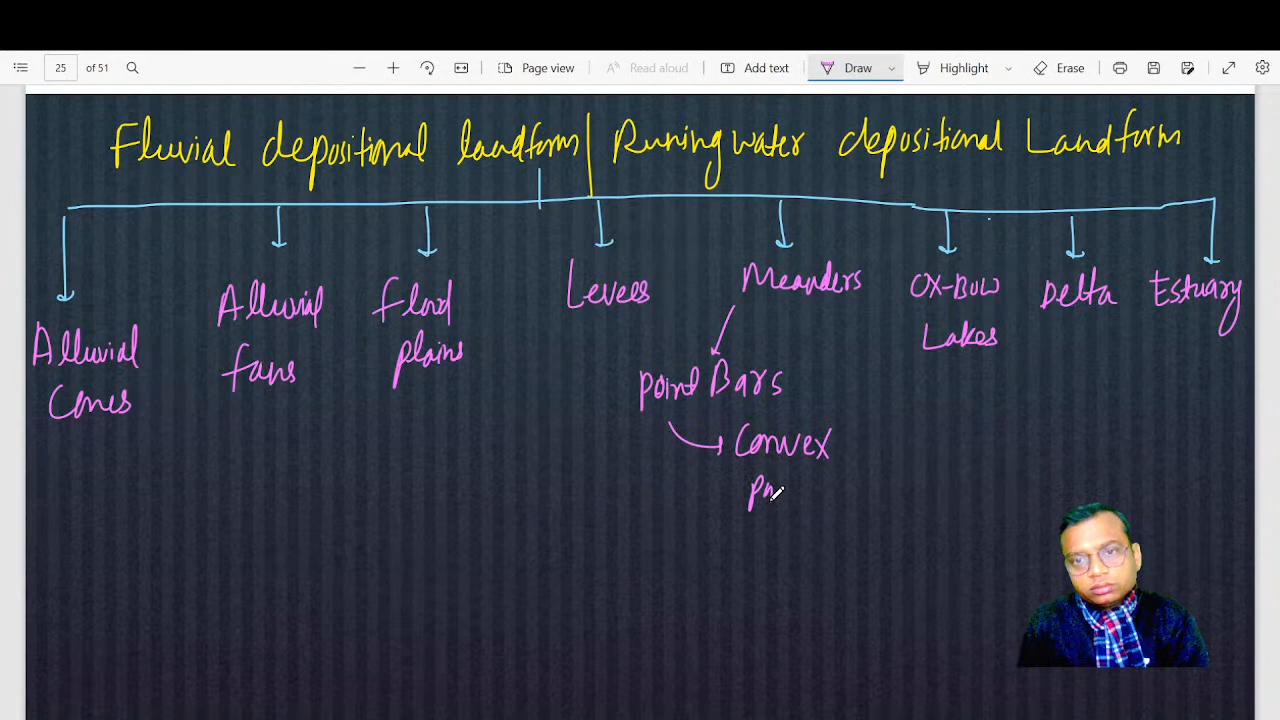 25 of 51
Page view
Read aloud
Add text
Draw
Highlight
Erase
Fluvial depositional landform | Runing water depositional Landform
Alluvial
Cones
Alluvial
fans
Flood
plains
Levees
Meanders
Point Bars
Convex
OX-BOW
Lakes
Delta
Estuary